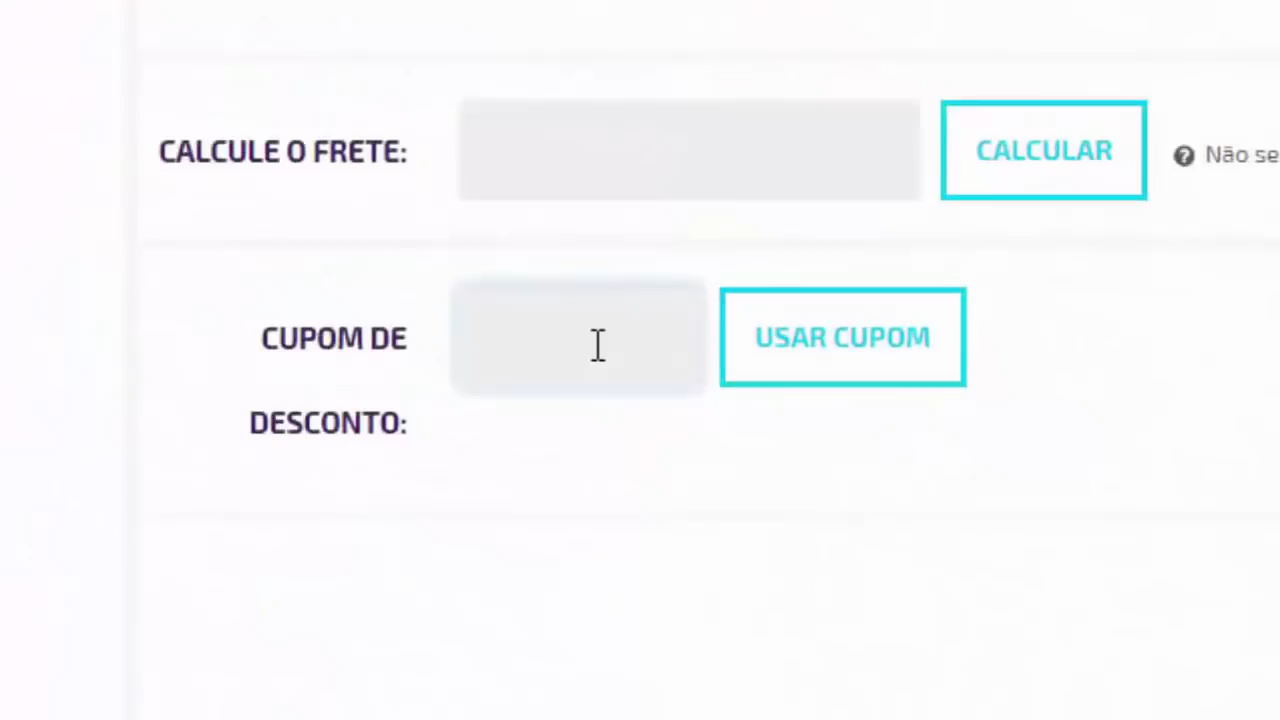 CALCULE O FRETE:
CALCULAR
Não se
CUPOM DE
USAR CUPOM
DESCONTO: